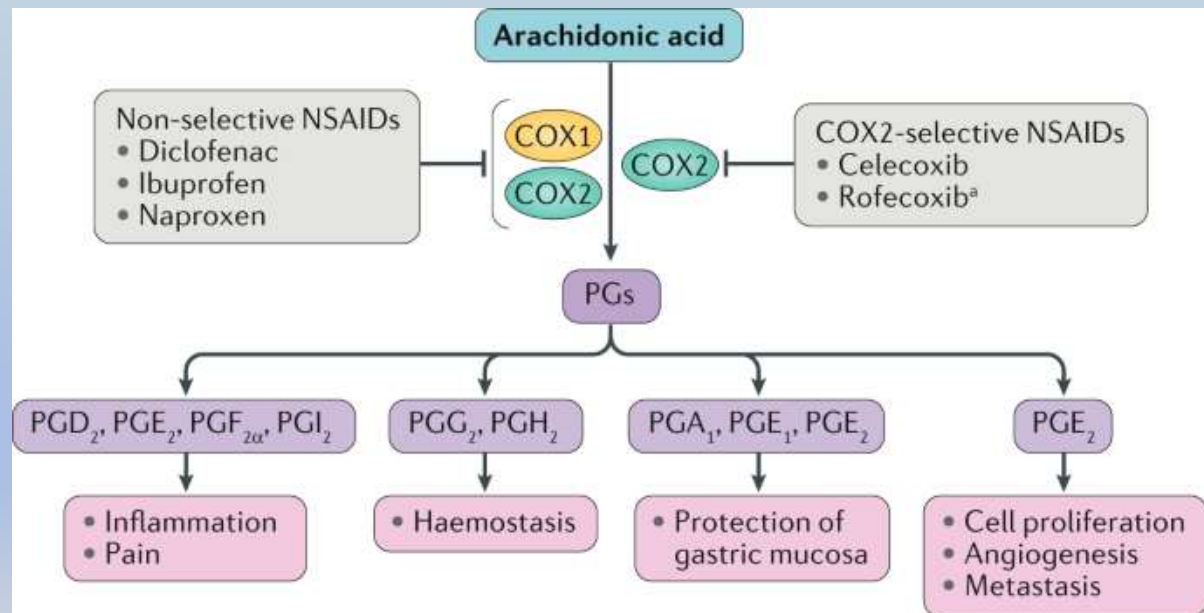 Arachidonic acid
Non-selective NSAIDs
• Diclofenac
• Ibuprofen
• Naproxen
COX1
COX2
COX2
COX2-selective NSAIDs
• Celecoxib
• Rofecoxibᵃ
PGs
PGD₂, PGE₂, PGF₂α, PGI₂
PGG₂, PGH₂
PGA₁, PGE₁, PGE₂
PGE₂
• Inflammation
• Pain
• Haemostasis
• Protection of
gastric mucosa
• Cell proliferation
• Angiogenesis
• Metastasis